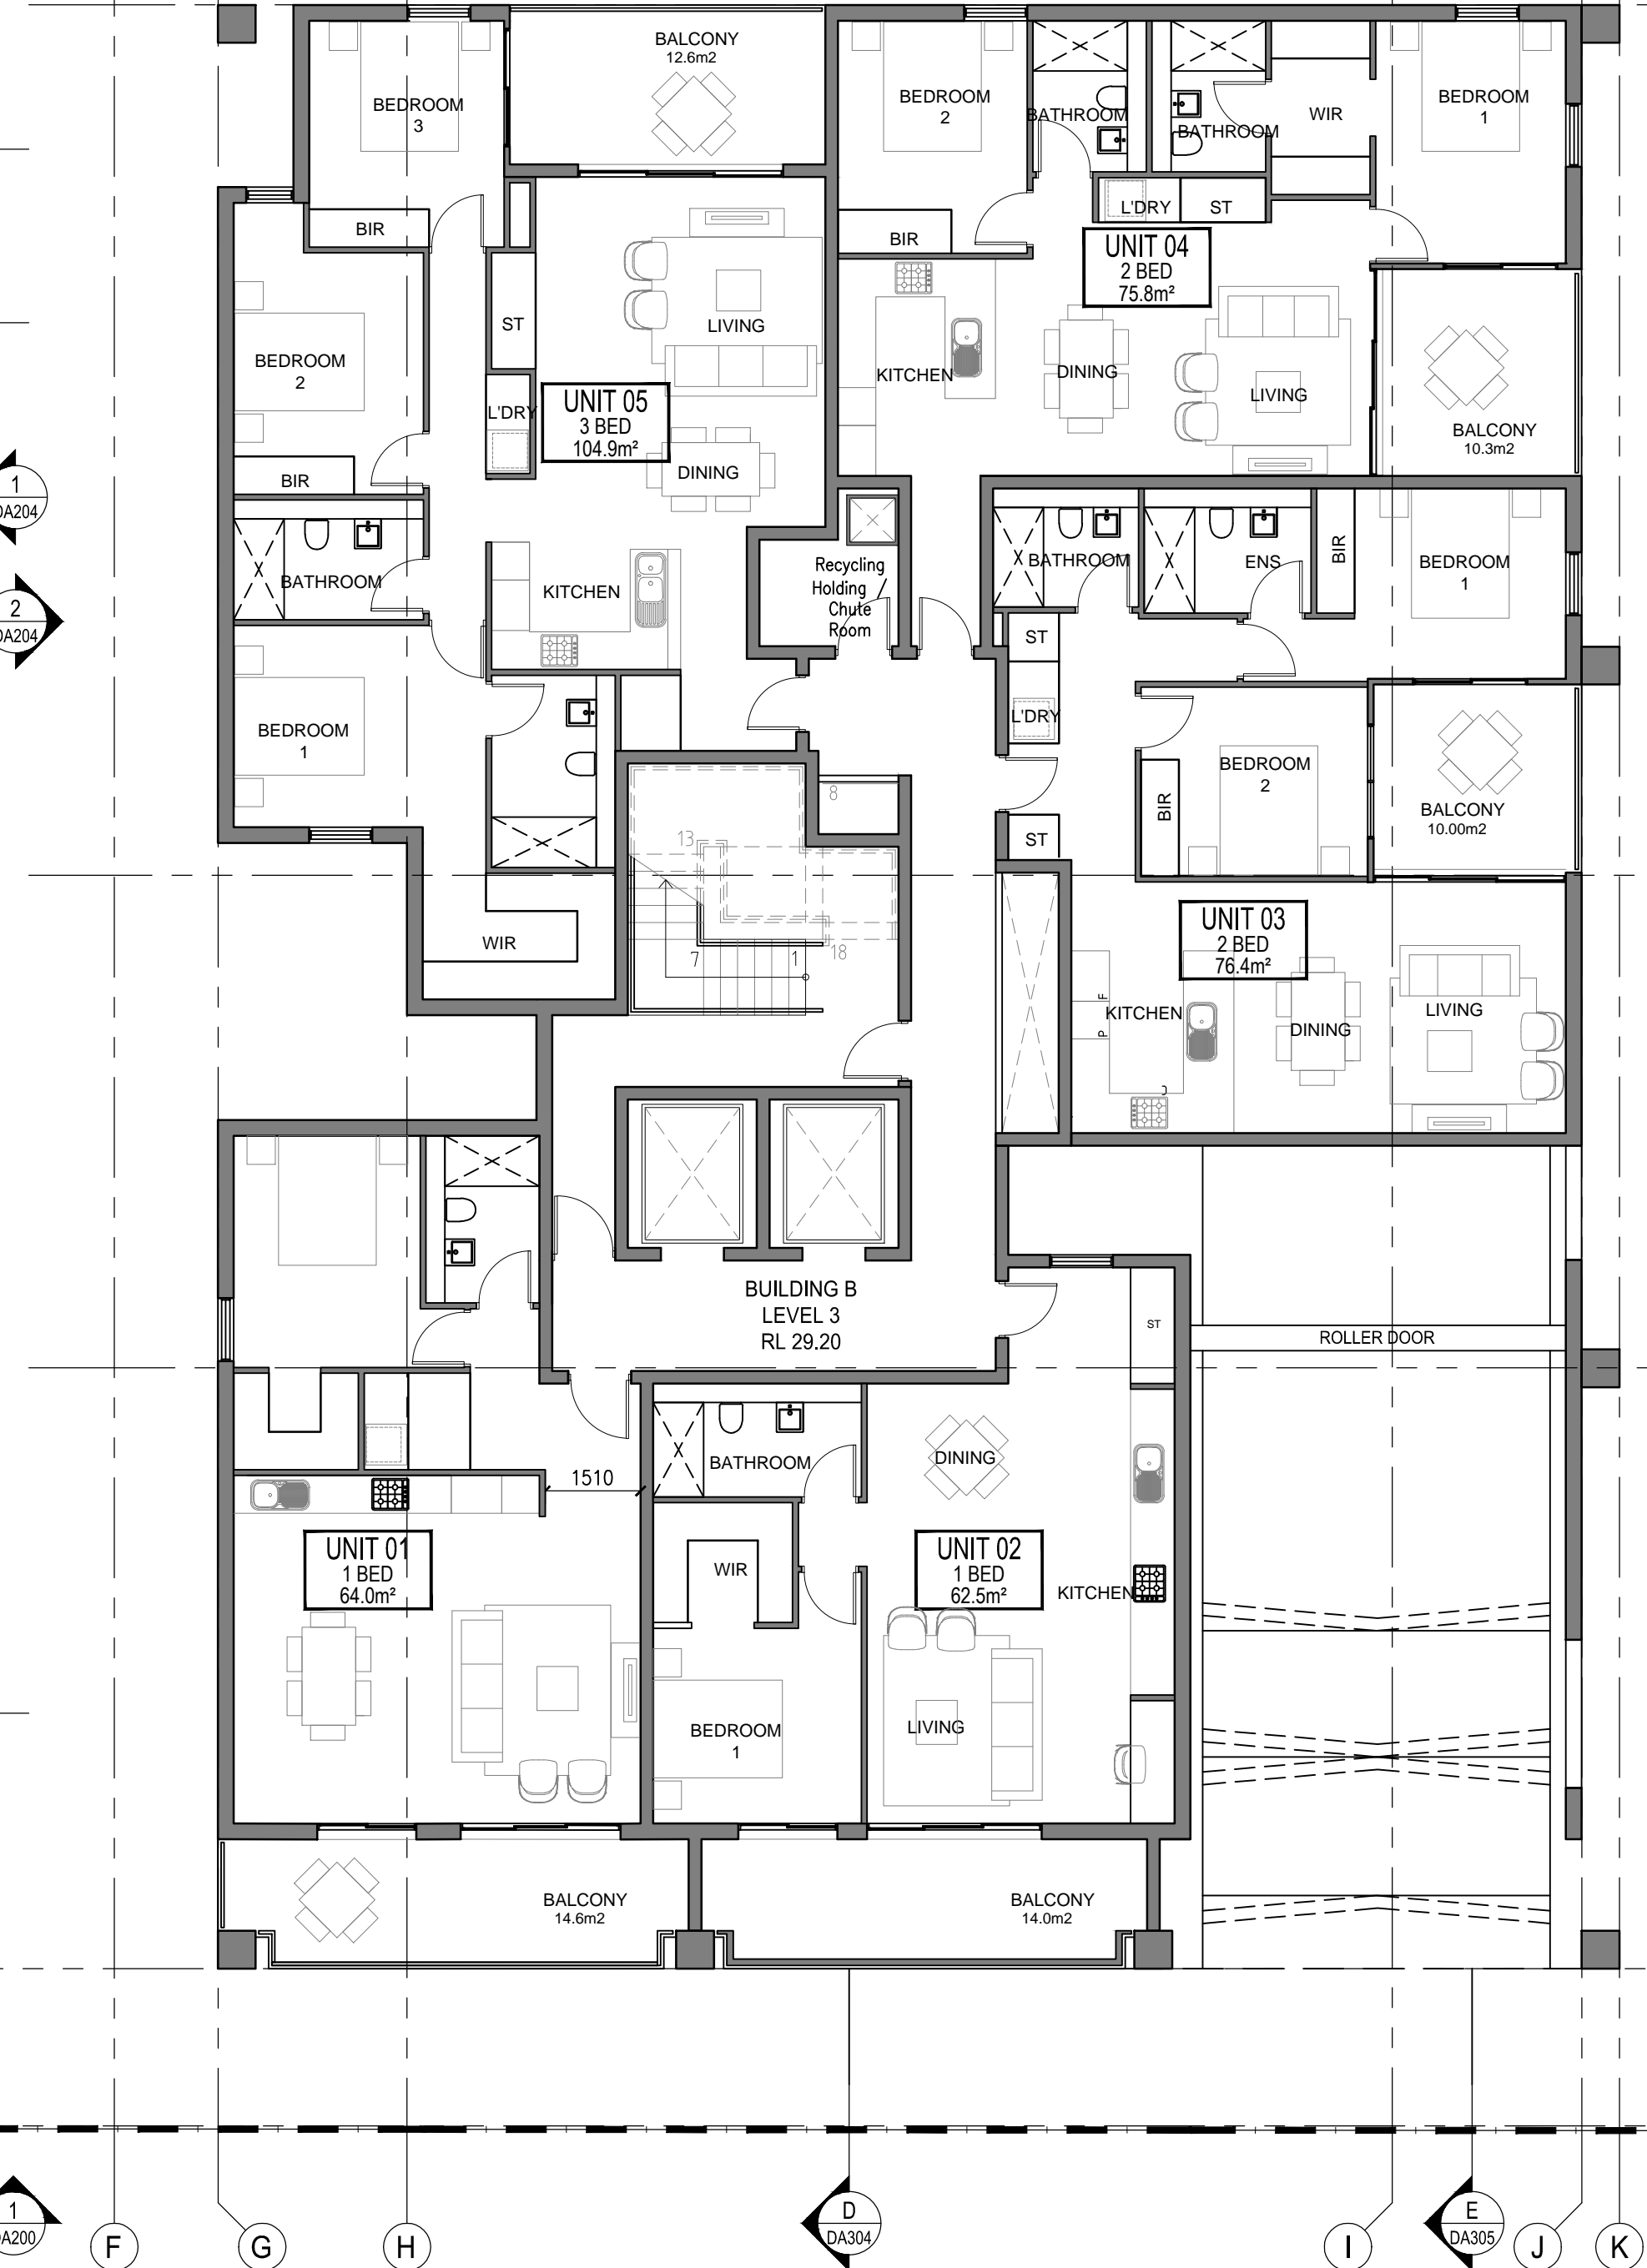 BALCONY
12.6m2
BEDROOM
3
BEDROOM
2
BATHROOM
BATHROOM
WIR
BEDROOM
1
BIR
BIR
L'DRY
ST
UNIT 04
2 BED
75.8m²
ST
LIVING
BEDROOM
2
KITCHEN
DINING
LIVING
BALCONY
10.3m2
L'DRY
UNIT 05
3 BED
104.9m²
DINING
BIR
1
DA204
BATHROOM
KITCHEN
Recycling
Holding
Chute
Room
BATHROOM
ENS
BIR
BEDROOM
1
2
DA204
ST
L'DRY
BEDROOM
1
BEDROOM
2
BIR
BALCONY
10.00m2
8
13
ST
WIR
7
1
18
UNIT 03
2 BED
76.4m²
F
P
KITCHEN
DINING
LIVING
BUILDING B
LEVEL 3
RL 29.20
ST
ROLLER DOOR
1510
BATHROOM
DINING
UNIT 01
1 BED
64.0m²
WIR
UNIT 02
1 BED
62.5m²
KITCHEN
BEDROOM
1
LIVING
BALCONY
14.6m2
BALCONY
14.0m2
1
DA200
F
G
H
D
DA304
I
E
DA305
J
K